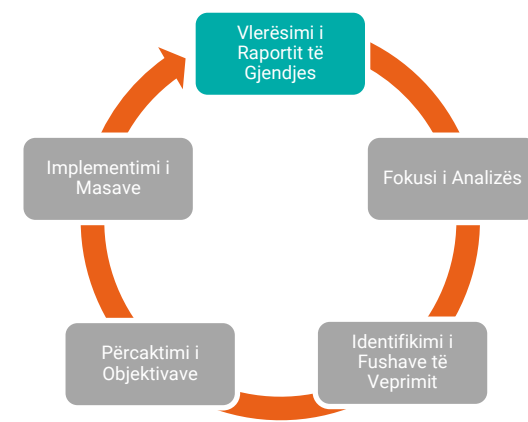 Vlerësimi i
Raportit të
Gjendjes
Fokusi i Analizës
Identifikimi i
Fushave të
Veprimit
Përcaktimi i
Objektivave
Implementimi i
Masave